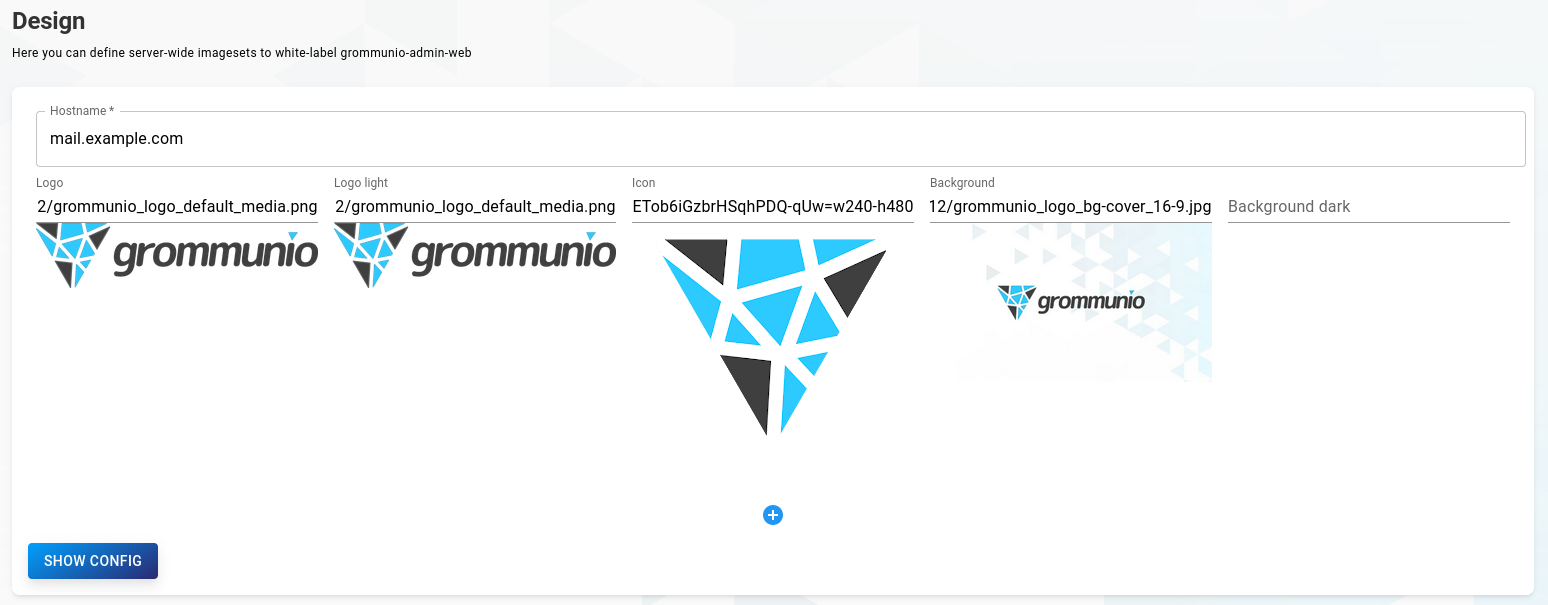 Design
Here you can define server-wide imagesets to white-label grommunio-admin-web
Hostname *
mail.example.com
Logo
2/grommunio_logo_default_media.png
grommunio
Logo light
2/grommunio_logo_default_media.png
grommunio
Icon
ETob6iGzbrHSqhPDQ-qUw=w240-h480
Background
12/grommunio_logo_bg-cover_16-9.jpg
grommunio
Background dark
SHOW CONFIG